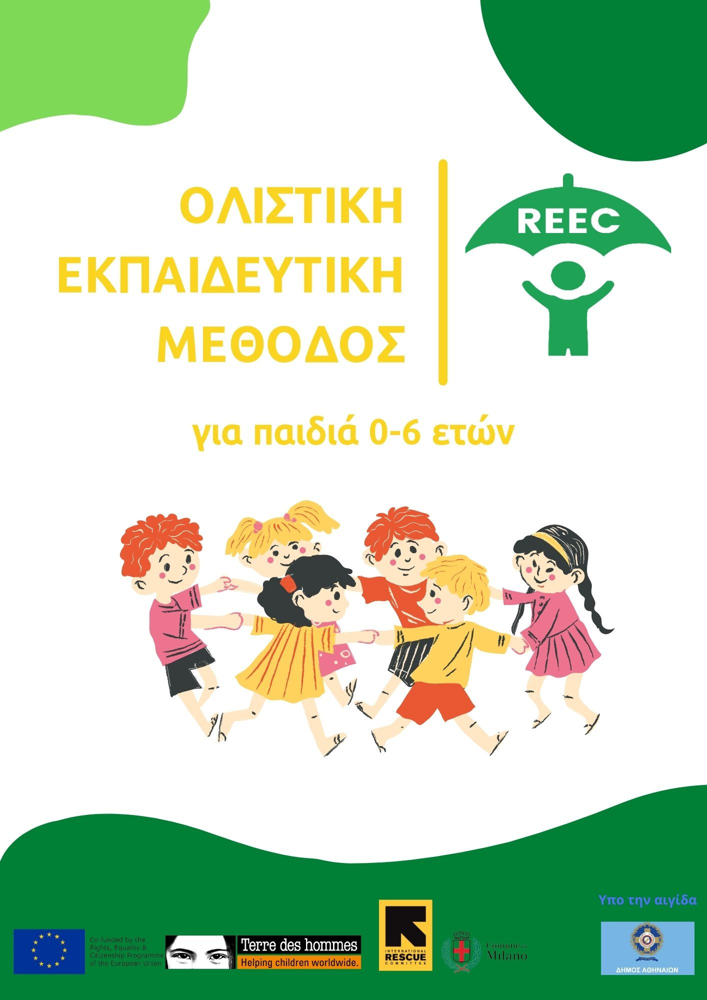 ΟΛΙΣΤΙΚΗ
ΕΚΠΑΙΔΕΥΤΙΚΗ
ΜΕΘΟΔΟΣ
REEC
για παιδιά 0-6 ετών
Υπο την αιγίδα
Co-funded by the
Rights, Equality &
Citizenship Programme
of the European Union
Terre des hommes
Helping children worldwide.
INTERNATIONAL
RESCUE
COMMITTEE
Comune di
Milano
ΔΗΜΟΣ ΑΘΗΝΑΙΩΝ